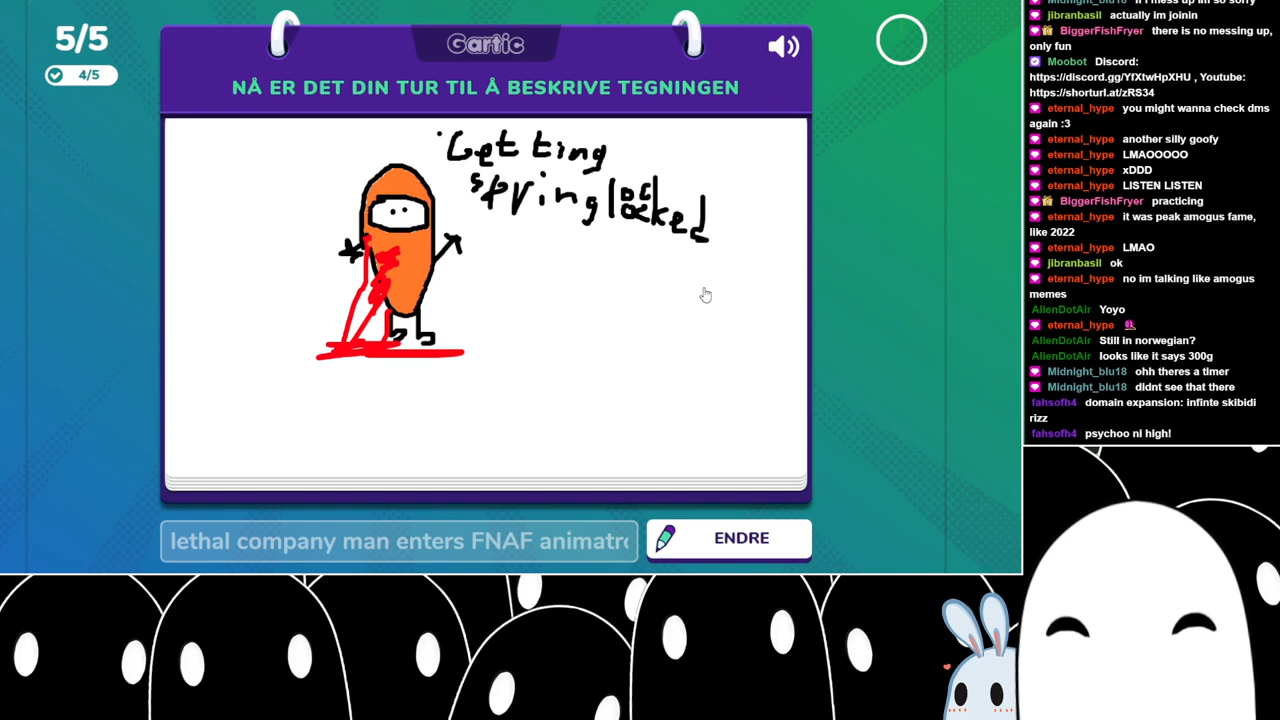 5/5
4/5
Gartic
NÅ ER DET DIN TUR TIL Å BESKRIVE TEGNINGEN
Getting
springlocked
lethal company man enters FNAF animatr
ENDRE
jibranbasil actually im joinin
BiggerFishFryer there is no messing up,
only fun
Moobot Discord:
https://discord.gg/YfXtwHpXHU , Youtube:
https://shorturl.at/zRS34
eternal_hype you might wanna check dms
again :3
eternal_hype another silly goofy
eternal_hype LMAOOOOO
eternal_hype xDDD
eternal_hype LISTEN LISTEN
BiggerFishFryer practicing
eternal_hype it was peak amogus fame,
like 2022
eternal_hype LMAO
jibranbasil ok
eternal_hype no im talking like amogus
memes
AlienDotAir Yoyo
eternal_hype
AlienDotAir Still in norwegian?
AlienDotAir looks like it says 300g
Midnight_blu18 ohh theres a timer
Midnight_blu18 didnt see that there
fahsofh4 domain expansion: infinte skibidi
rizz
fahsofh4 psychoo nI high!